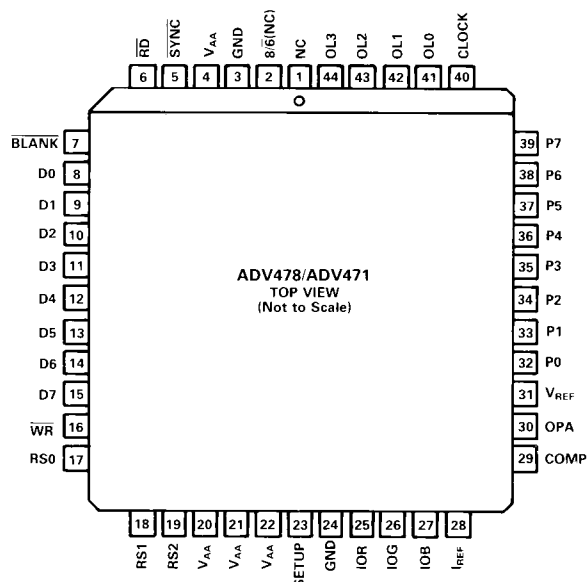 R̅D̅
S̅Y̅N̅C̅
VAA
GND
8/6̅(NC)
NC
OL3
OL2
OL1
OL0
CLOCK
6 5 4 3 2 1 44 43 42 41 40
B̅L̅A̅N̅K̅ 7
D0 8
D1 9
D2 10
D3 11
D4 12
D5 13
D6 14
D7 15
W̅R̅ 16
RS0 17
ADV478/ADV471
TOP VIEW
(Not to Scale)
39 P7
38 P6
37 P5
36 P4
35 P3
34 P2
33 P1
32 P0
31 VREF
30 OPA
29 COMP
18 19 20 21 22 23 24 25 26 27 28
RS1
RS2
VAA
VAA
VAA
SETUP
GND
IOR
IOG
IOB
IREF